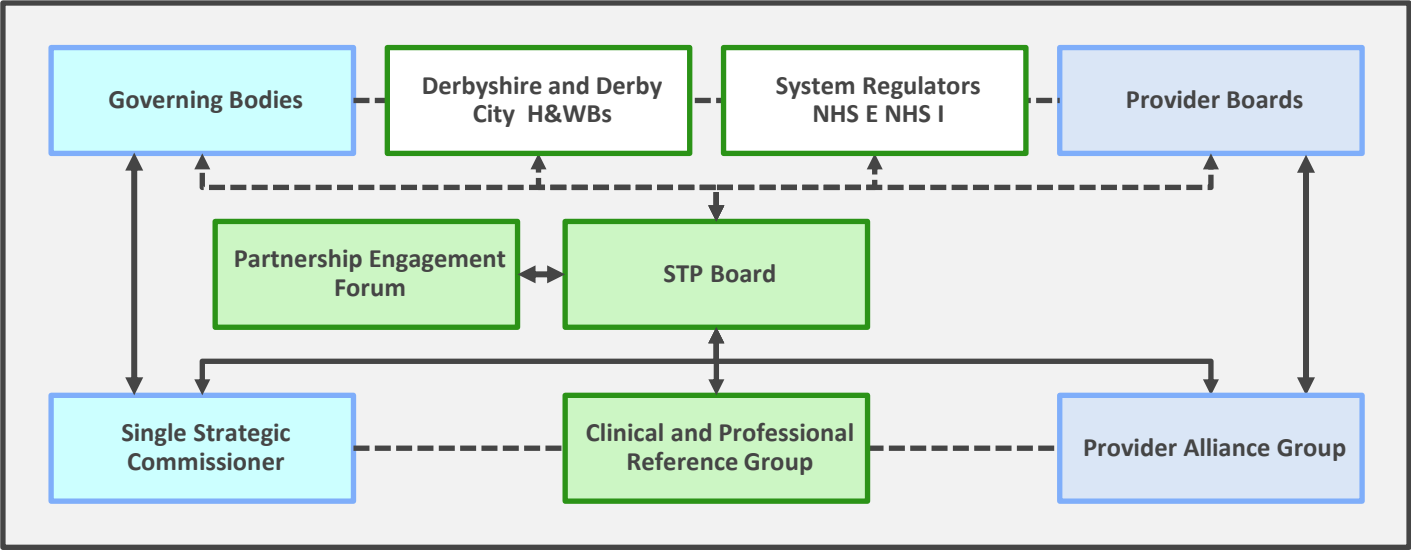 Governing Bodies
Derbyshire and Derby
City H&WBs
System Regulators
NHS E NHS I
Provider Boards
Partnership Engagement
Forum
STP Board
Single Strategic
Commissioner
Clinical and Professional
Reference Group
Provider Alliance Group